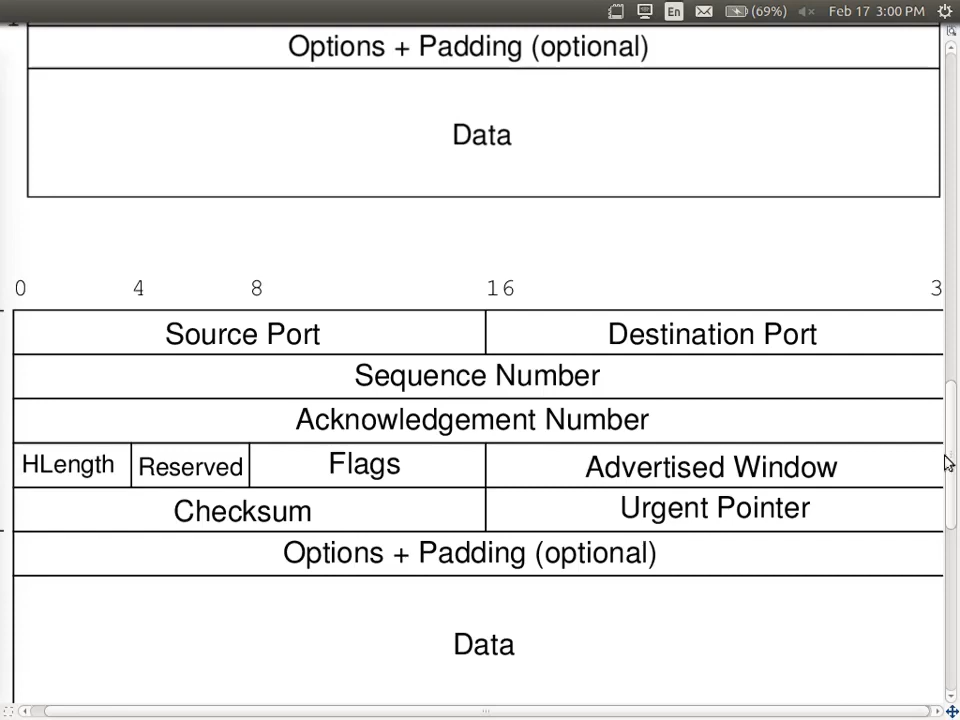 En (69%) Feb 17 3:00 PM
Options + Padding (optional)
Data
0 4 8 16 3
Source Port Destination Port
Sequence Number
Acknowledgement Number
HLength Reserved Flags Advertised Window
Checksum Urgent Pointer
Options + Padding (optional)
Data